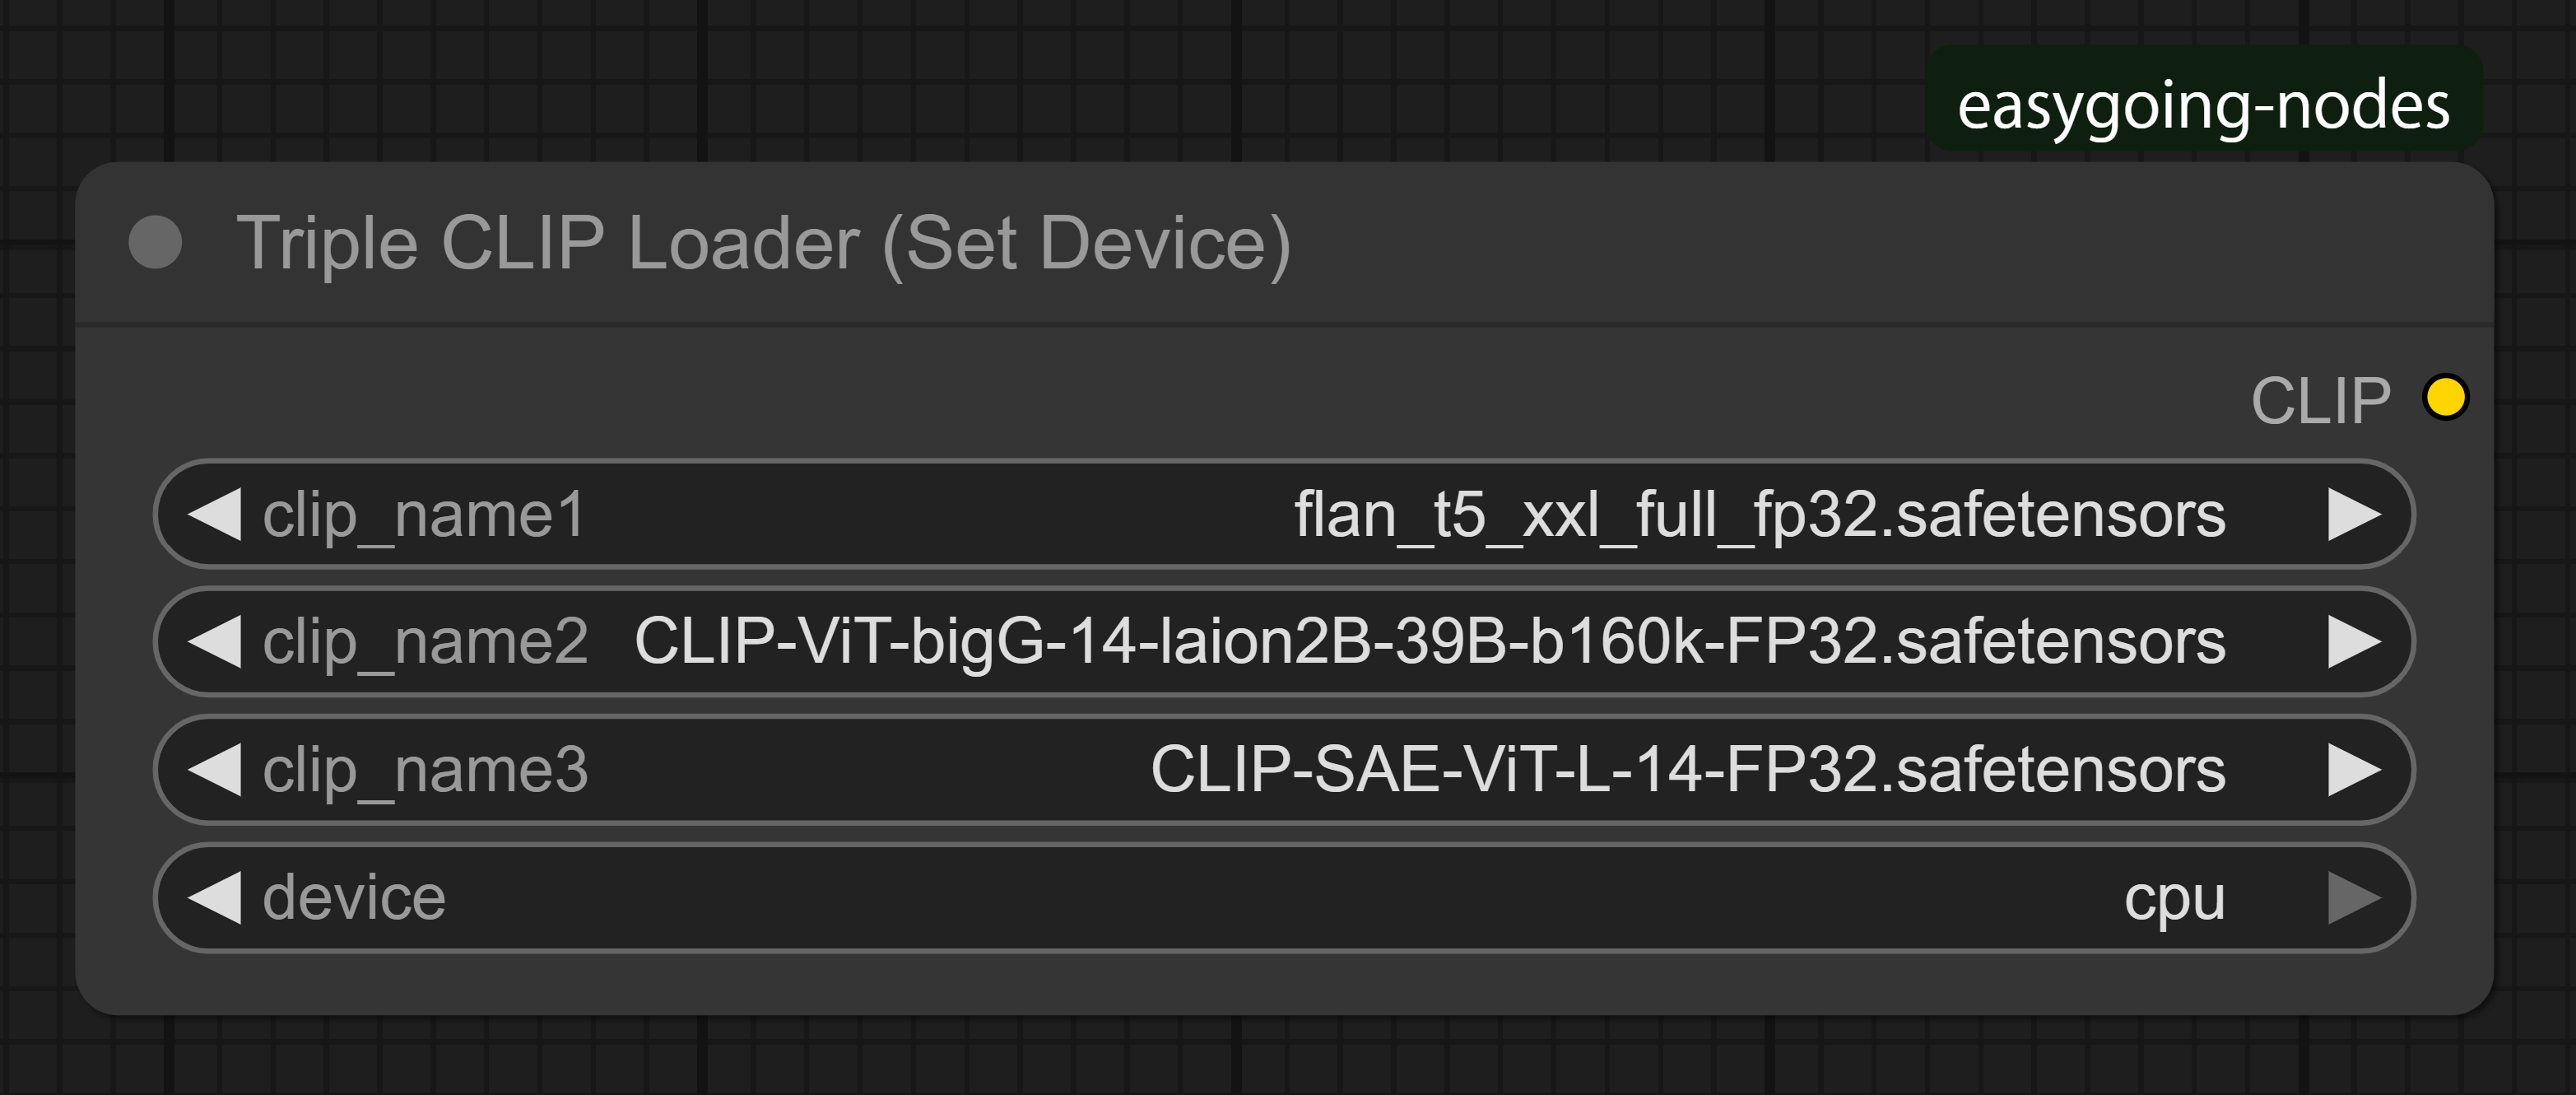 easygoing-nodes
Triple CLIP Loader (Set Device)
CLIP
clip_name1 flan_t5_xxl_full_fp32.safetensors
clip_name2 CLIP-ViT-bigG-14-laion2B-39B-b160k-FP32.safetensors
clip_name3 CLIP-SAE-ViT-L-14-FP32.safetensors
device cpu